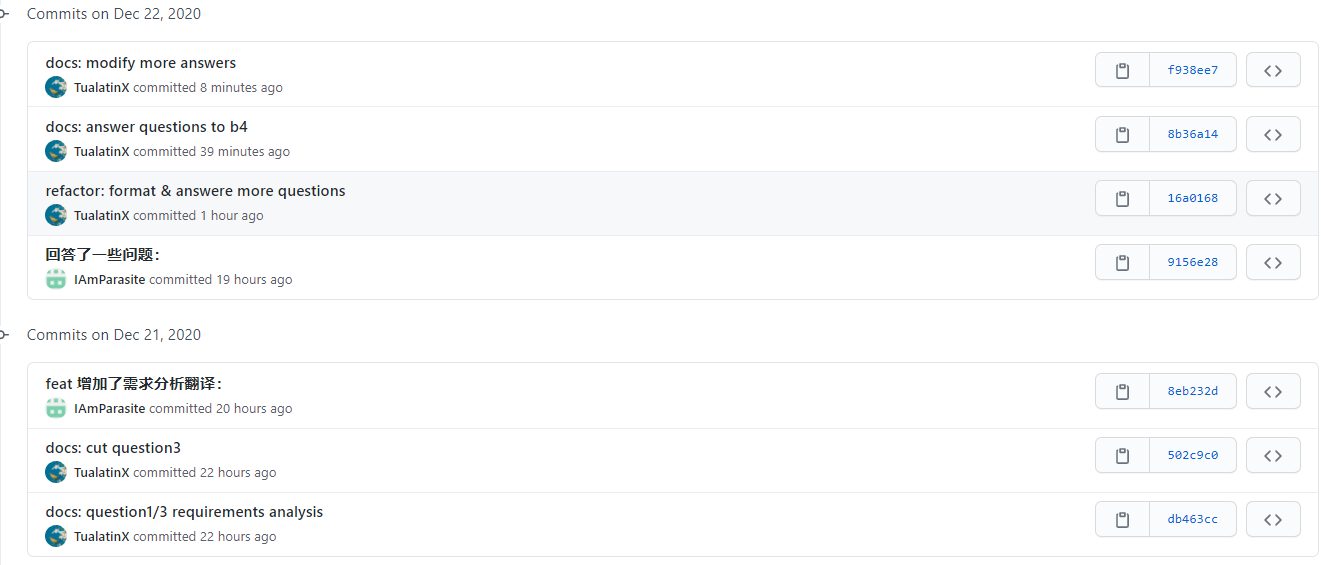 Commits on Dec 22, 2020
docs: modify more answers
f938ee7
TualatinX committed 8 minutes ago
docs: answer questions to b4
8b36a14
TualatinX committed 39 minutes ago
refactor: format & answere more questions
16a0168
TualatinX committed 1 hour ago
回答了一些问题：
9156e28
IAmParasite committed 19 hours ago
Commits on Dec 21, 2020
feat 增加了需求分析翻译：
8eb232d
IAmParasite committed 20 hours ago
docs: cut question3
502c9c0
TualatinX committed 22 hours ago
docs: question1/3 requirements analysis
db463cc
TualatinX committed 22 hours ago